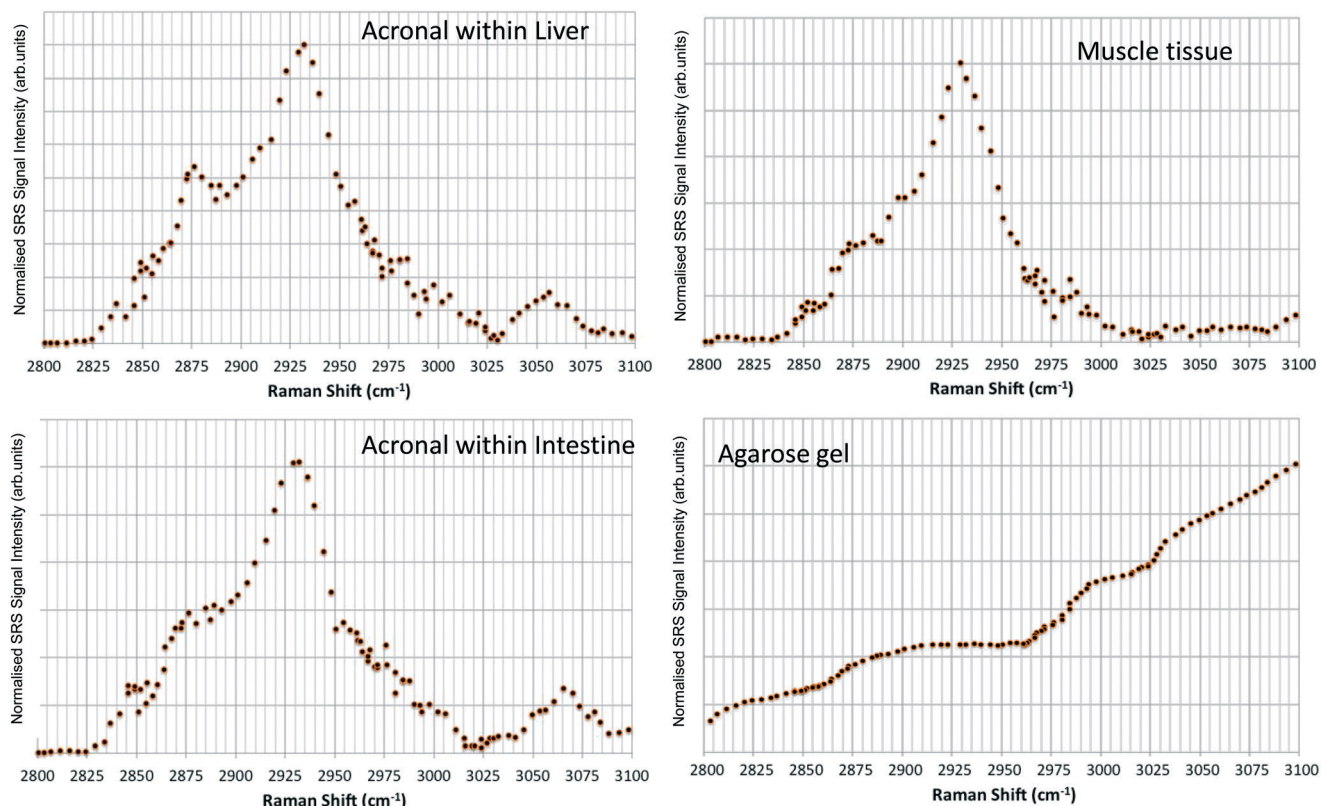 Acronal within Liver
Normalised SRS Signal Intensity (arb.units)
2800 2825 2850 2875 2900 2925 2950 2975 3000 3025 3050 3075 3100
Raman Shift (cm-1)
Muscle tissue
Normalised SRS Signal Intensity (arb.units)
2800 2825 2850 2875 2900 2925 2950 2975 3000 3025 3050 3075 3100
Raman Shift (cm-1)
Acronal within Intestine
Normalised SRS Signal Intensity (arb.units)
2800 2825 2850 2875 2900 2925 2950 2975 3000 3025 3050 3075 3100
Raman Shift (cm-1)
Agarose gel
Normalised SRS Signal Intensity (arb.units)
2800 2825 2850 2875 2900 2925 2950 2975 3000 3025 3050 3075 3100
Raman Shift (cm-1)